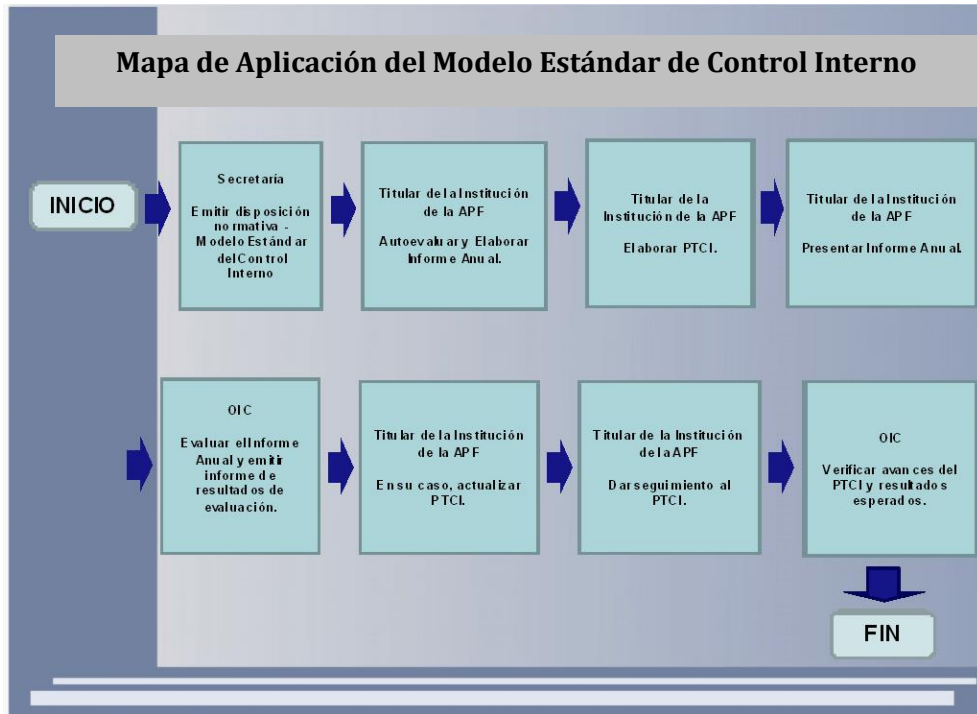 Mapa de Aplicación del Modelo Estándar de Control Interno
INICIO
Secretaría
Emitir disposición
normativa -
Modelo Estándar
del Control
Interno
Titular de la Institución
de la APF
Autoevaluar y Elaborar
Informe Anual.
Titular de la
Institución de la APF
Elaborar PTCI.
Titular de la Institución
de la APF
Presentar Informe Anual.
OIC
Evaluar el Informe
Anual y emitir
informe de
resultados de
evaluación.
Titular de la Institución
de la APF
En su caso, actualizar
PTCI.
Titular de la Institución
de la APF
Dar seguimiento al
PTCI.
OIC
Verificar avances del
PTCI y resultados
esperados.
FIN